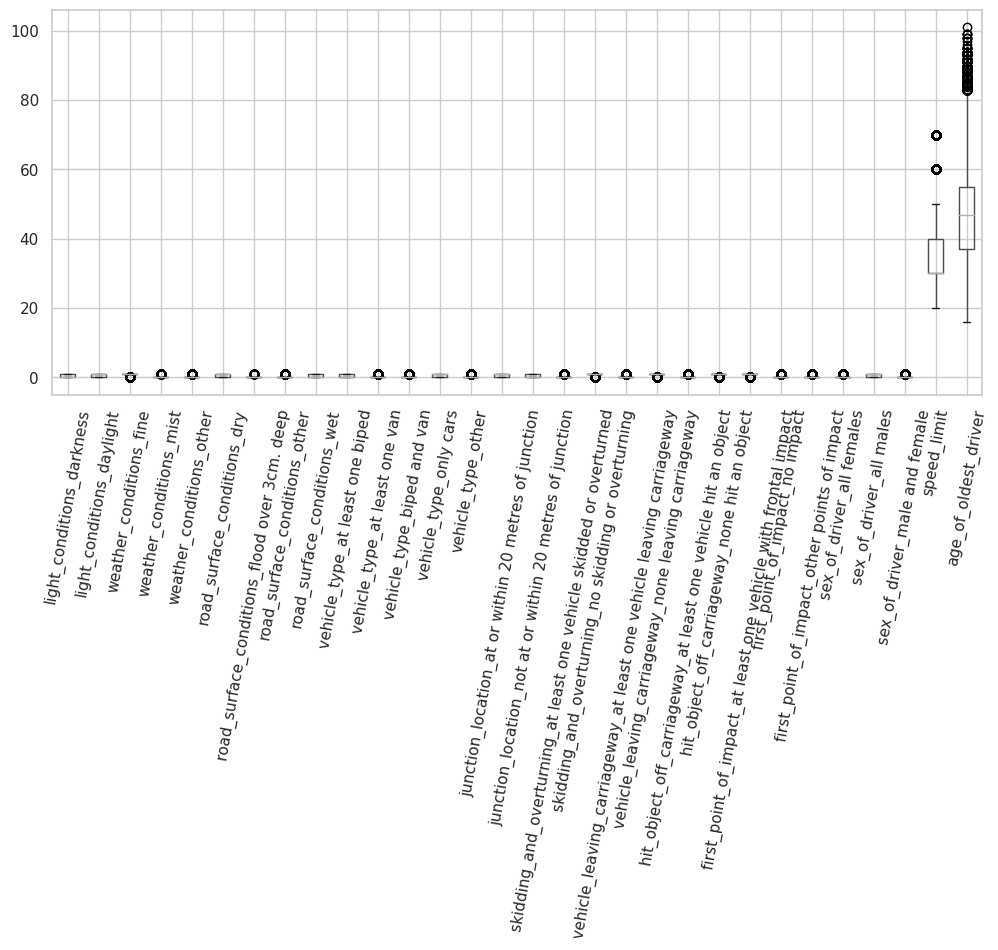 100
80
60
40
20
0
light_conditions_darkness
light_conditions_daylight
weather_conditions_fine
weather_conditions_mist
weather_conditions_other
road_surface_conditions_dry
road_surface_conditions_flood over 3cm. deep
road_surface_conditions_other
road_surface_conditions_wet
vehicle_type_at least one biped
vehicle_type_at least one van
vehicle_type_biped and van
vehicle_type_only cars
vehicle_type_other
junction_location_at or within 20 metres of junction
junction_location_not at or within 20 metres of junction
skidding_and_overturning_at least one vehicle skidded or overturned
skidding_and_overturning_no skidding or overturning
vehicle_leaving_carriageway_at least one vehicle leaving carriageway
vehicle_leaving_carriageway_none leaving carriageway
hit_object_off_carriageway_at least one vehicle hit an object
hit_object_off_carriageway_none hit an object
first_point_of_impact_at least one vehicle with frontal impact
first_point_of_impact_no impact
first_point_of_impact_other points of impact
sex_of_driver_all females
sex_of_driver_all males
sex_of_driver_male and female
speed_limit
age_of_oldest_driver